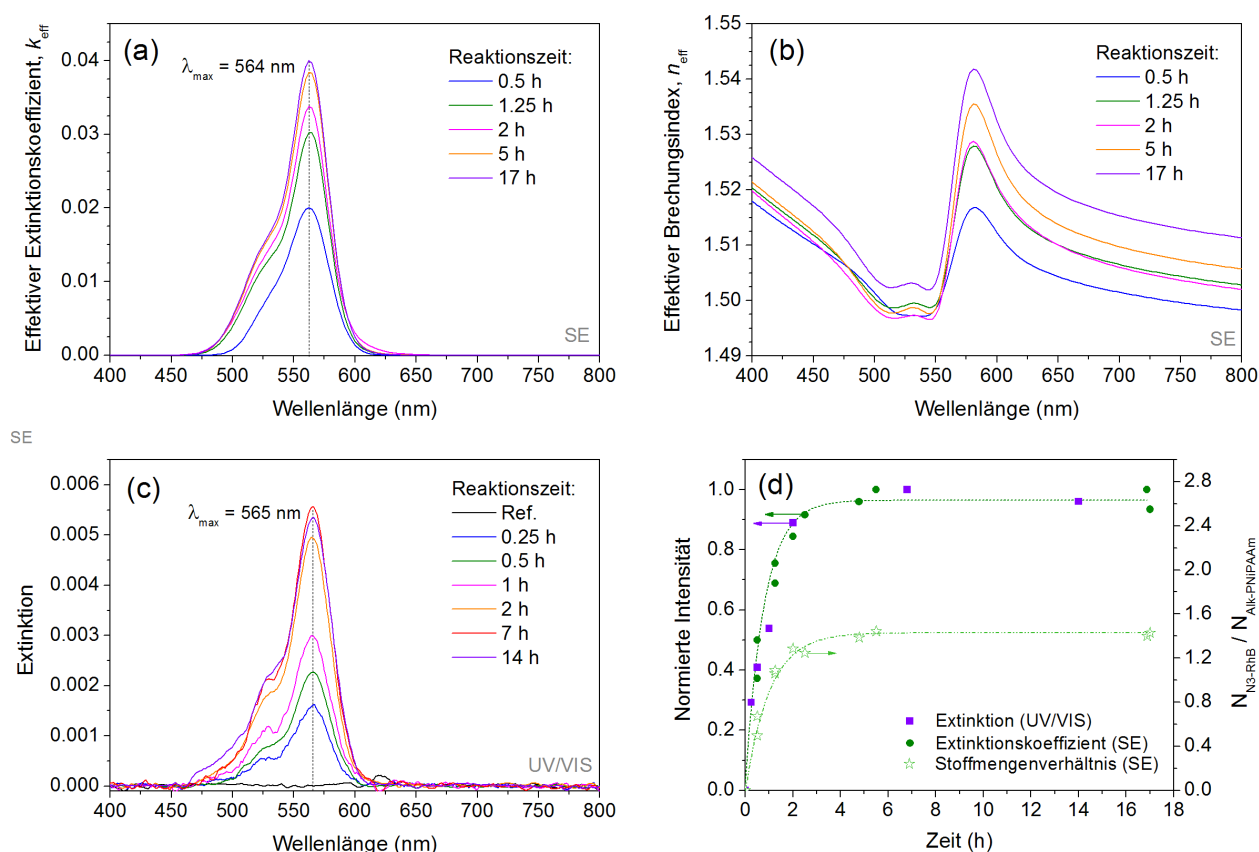 (a)
λmax = 564 nm
Reaktionszeit:
0.5 h
1.25 h
2 h
5 h
17 h
SE
0.04
0.03
0.02
0.01
0.00
Effektiver Extinktionskoeffizient, keff
400 450 500 550 600 650 700 750 800
Wellenlänge (nm)
(b)
Reaktionszeit:
0.5 h
1.25 h
2 h
5 h
17 h
SE
1.55
1.54
1.53
1.52
1.51
1.50
1.49
Effektiver Brechungsindex, neff
400 450 500 550 600 650 700 750 800
Wellenlänge (nm)
SE
(c)
λmax = 565 nm
Reaktionszeit:
Ref.
0.25 h
0.5 h
1 h
2 h
7 h
14 h
UV/VIS
0.006
0.005
0.004
0.003
0.002
0.001
0.000
Extinktion
400 450 500 550 600 650 700 750 800
Wellenlänge (nm)
(d)
1.0
0.8
0.6
0.4
0.2
0.0
Normierte Intensität
2.8
2.4
2.0
1.6
1.2
0.8
0.4
0.0
NN3-RhB / NAlk-PNiPAAm
Extinktion (UV/VIS)
Extinktionskoeffizient (SE)
Stoffmengenverhältnis (SE)
0 2 4 6 8 10 12 14 16 18
Zeit (h)